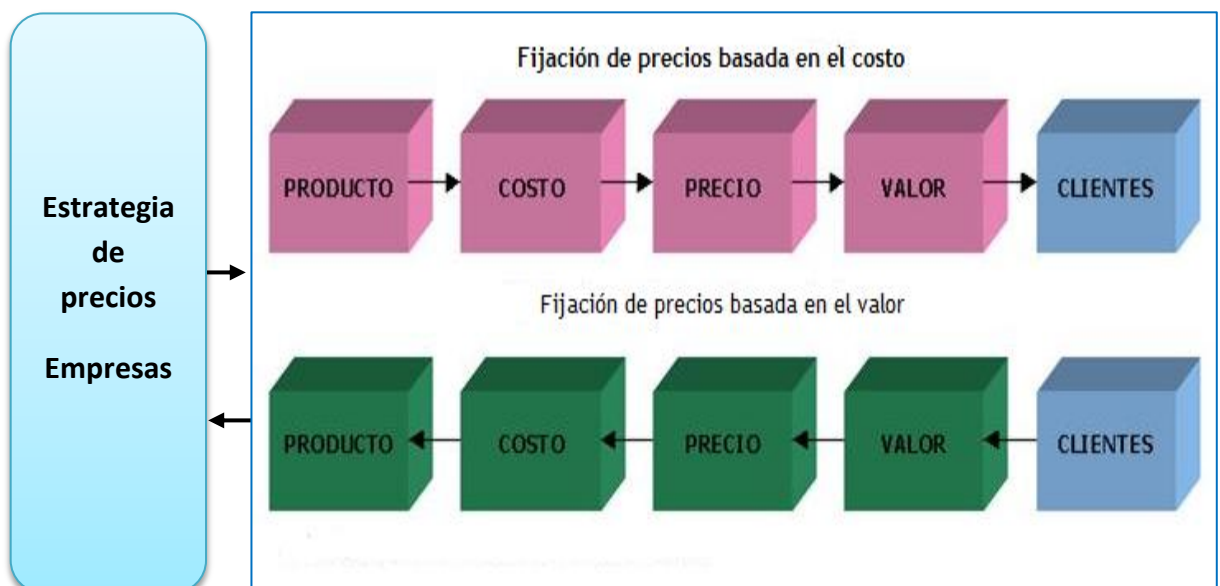 Estrategia
de
precios
Empresas
Fijación de precios basada en el costo
PRODUCTO COSTO PRECIO VALOR CLIENTES
Fijación de precios basada en el valor
PRODUCTO COSTO PRECIO VALOR CLIENTES